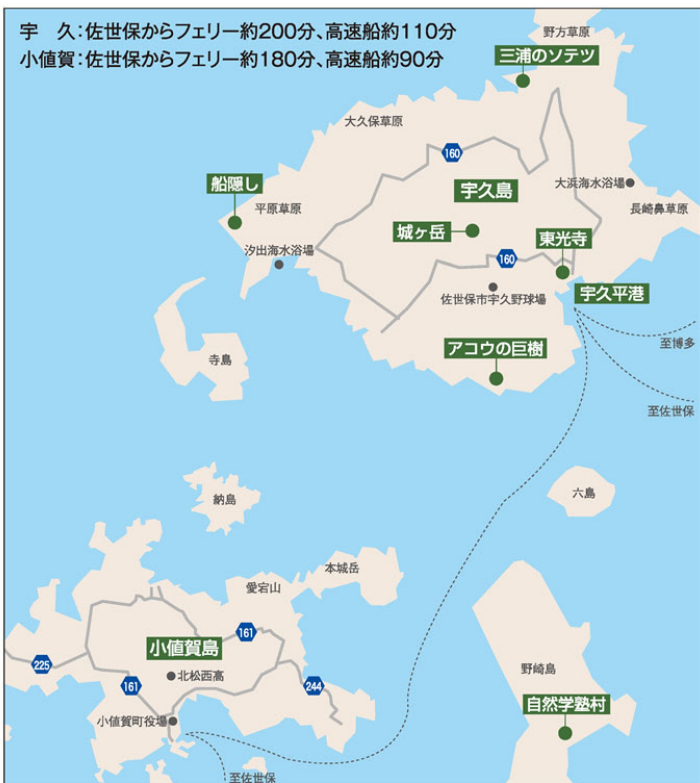 宇　久：佐世保からフェリー約200分、高速船約110分
小値賀：佐世保からフェリー約180分、高速船約90分
野方草原
三浦のソテツ
大久保草原
160
大浜海水浴場
船隠し
宇久島
平原草原
長崎鼻草原
城ヶ岳
東光寺
汐出海水浴場
160
佐世保市宇久野球場
宇久平港
至博多
アコウの巨樹
寺島
至佐世保
六島
納島
本城岳
愛宕山
小値賀島
161
225
北松西高
野崎島
161
244
自然学塾村
小値賀町役場
至佐世保